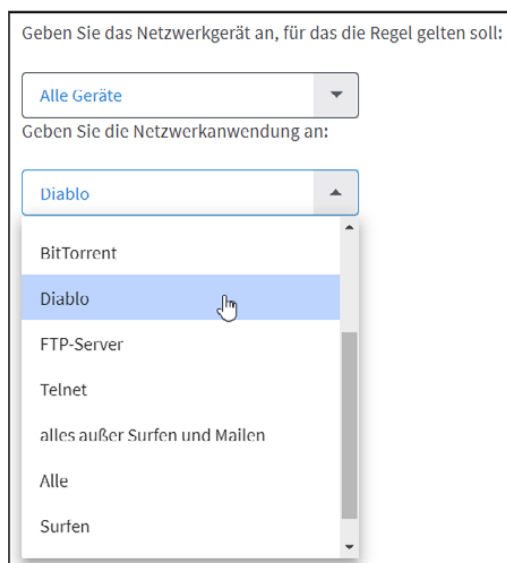 Geben Sie das Netzwerkgerät an, für das die Regel gelten soll:
Alle Geräte
Geben Sie die Netzwerkanwendung an:
Diablo
BitTorrent
Diablo
FTP-Server
Telnet
alles außer Surfen und Mailen
Alle
Surfen